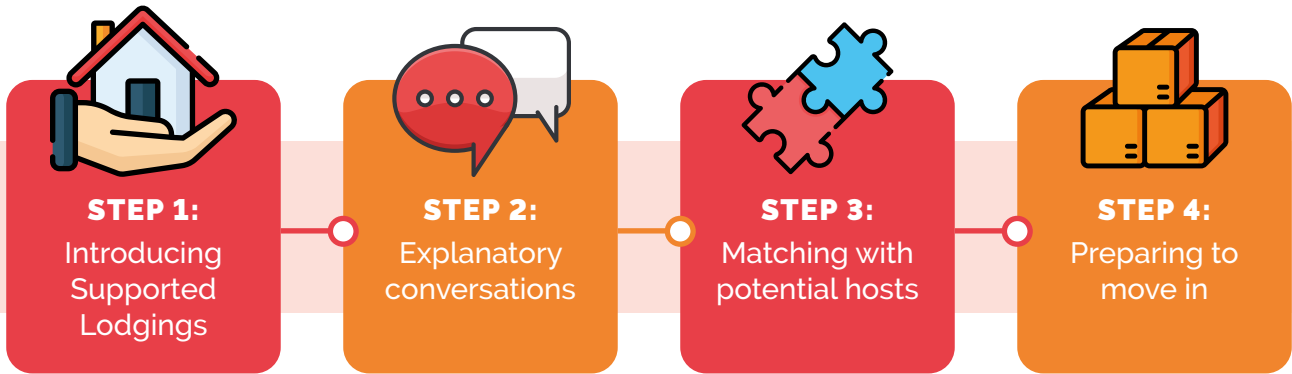 STEP 1:
Introducing
Supported
Lodgings
STEP 2:
Explanatory
conversations
STEP 3:
Matching with
potential hosts
STEP 4:
Preparing to
move in